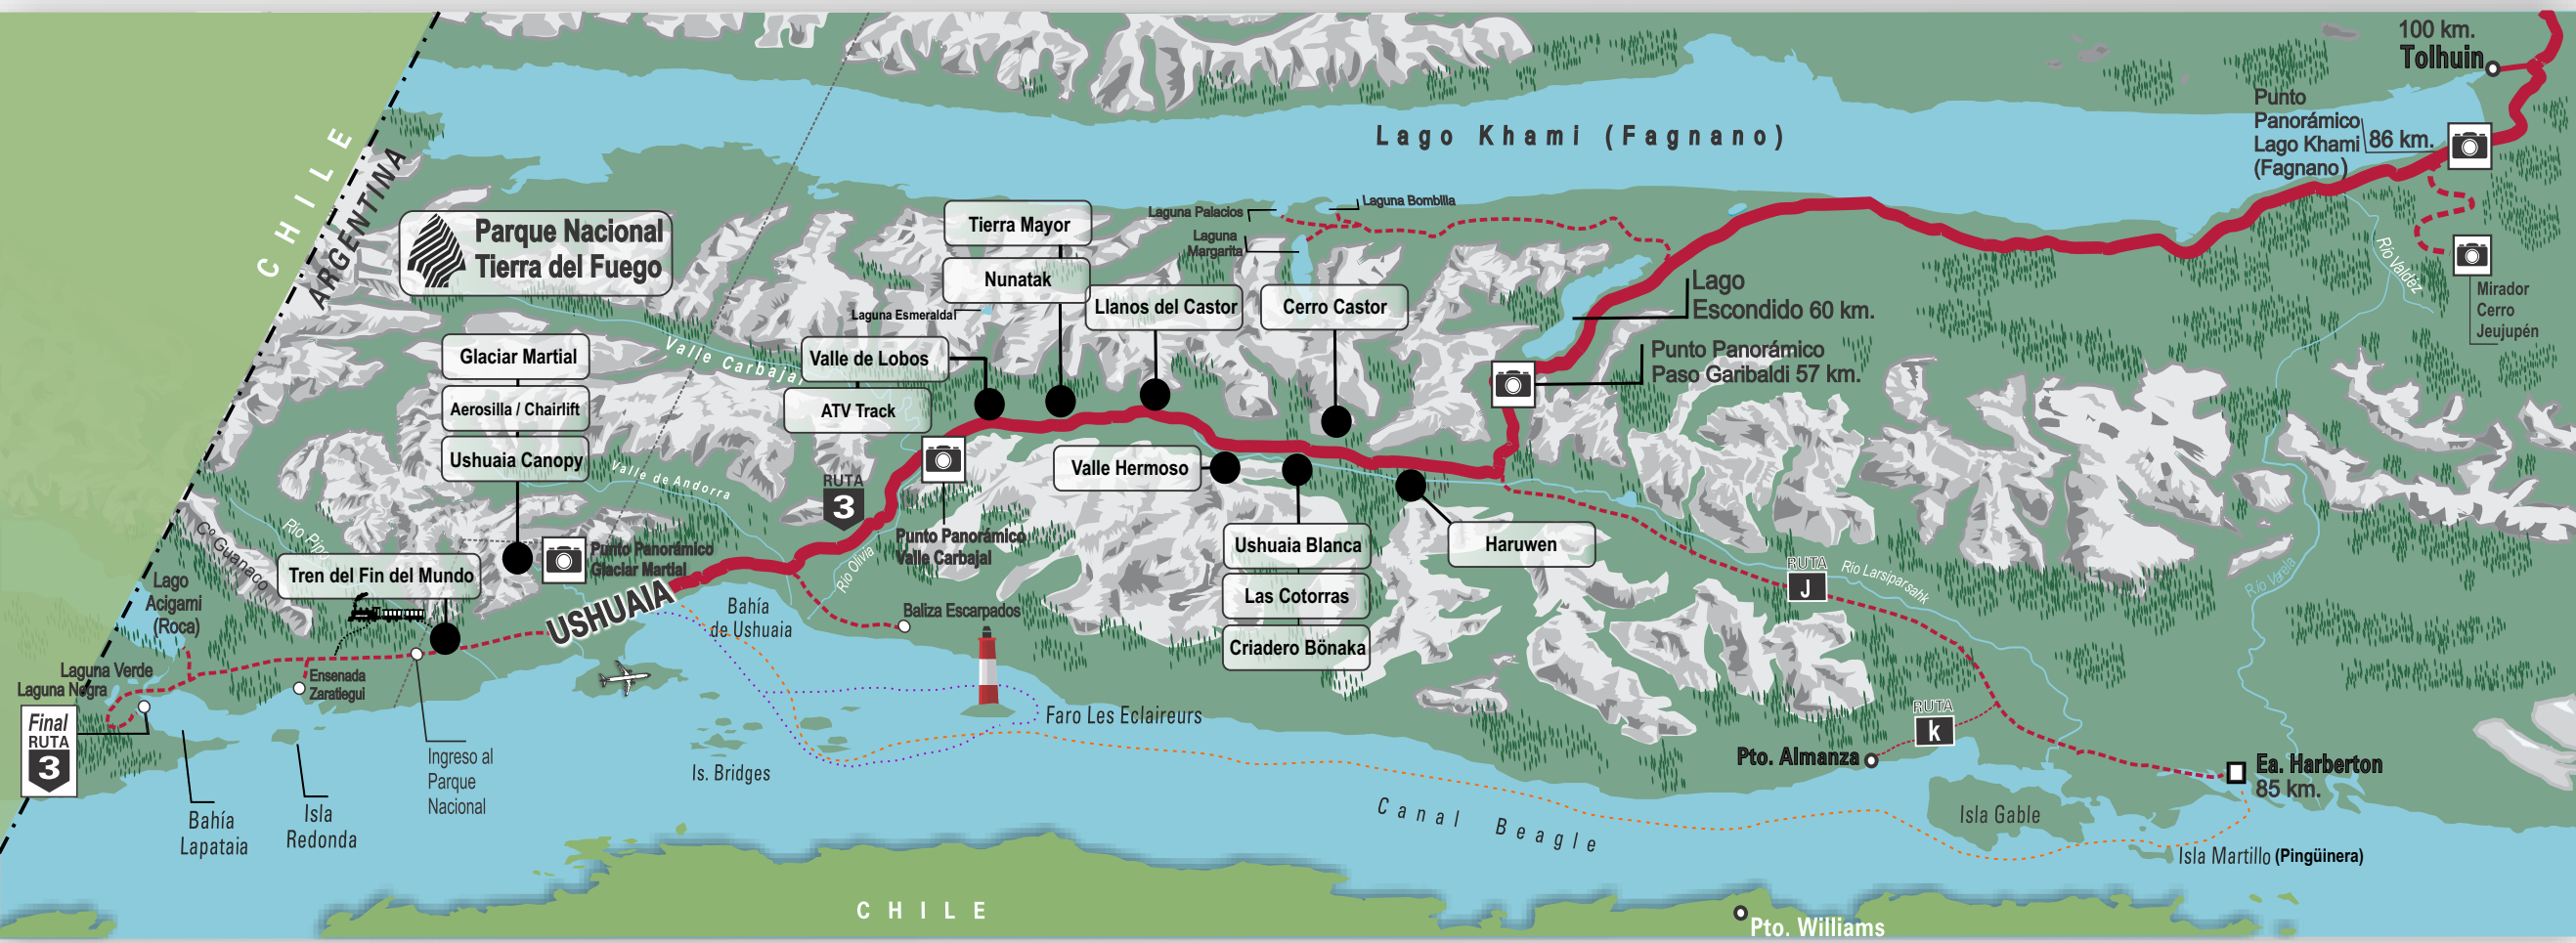 100 km.
Tolhuin
Punto
Panorámico
Lago Khami
(Fagnano)
86 km.
Lago Khami (Fagnano)
CHILE
ARGENTINA
Parque Nacional
Tierra del Fuego
Tierra Mayor
Nunatak
Laguna Palacios
Laguna Bombilla
Laguna
Margarita
Río Valdéz
Mirador
Cerro
Jeujupén
Lago
Escondido 60 km.
Llanos del Castor
Cerro Castor
Laguna Esmeralda
Glaciar Martial
Aerosilla / Chairlift
Ushuaia Canopy
Valle Carbajal
Valle de Lobos
ATV Track
Punto Panorámico
Paso Garibaldi 57 km.
Valle de Andorra
RUTA
3
Valle Hermoso
Punto Panorámico
Valle Carbajal
Ushuaia Blanca
Las Cotorras
Criadero Bönaka
Haruwen
Cº Guanaco
Río Pipo
Punto Panorámico
Glaciar Martial
Tren del Fin del Mundo
Río Olivia
RUTA
J
Río Larsiparsahk
Río Varela
Lago
Acigami
(Roca)
USHUAIA
Bahía
de Ushuaia
Baliza Escarpados
Laguna Verde
Laguna Negra
Ensenada
Zaratiegui
Final
RUTA
3
Faro Les Eclaireurs
RUTA
k
Pto. Almanza
Ea. Harberton
85 km.
Ingreso al
Parque
Nacional
Is. Bridges
Bahía
Lapataia
Isla
Redonda
Canal Beagle
Isla Gable
Isla Martillo (Pingüinera)
CHILE
Pto. Williams